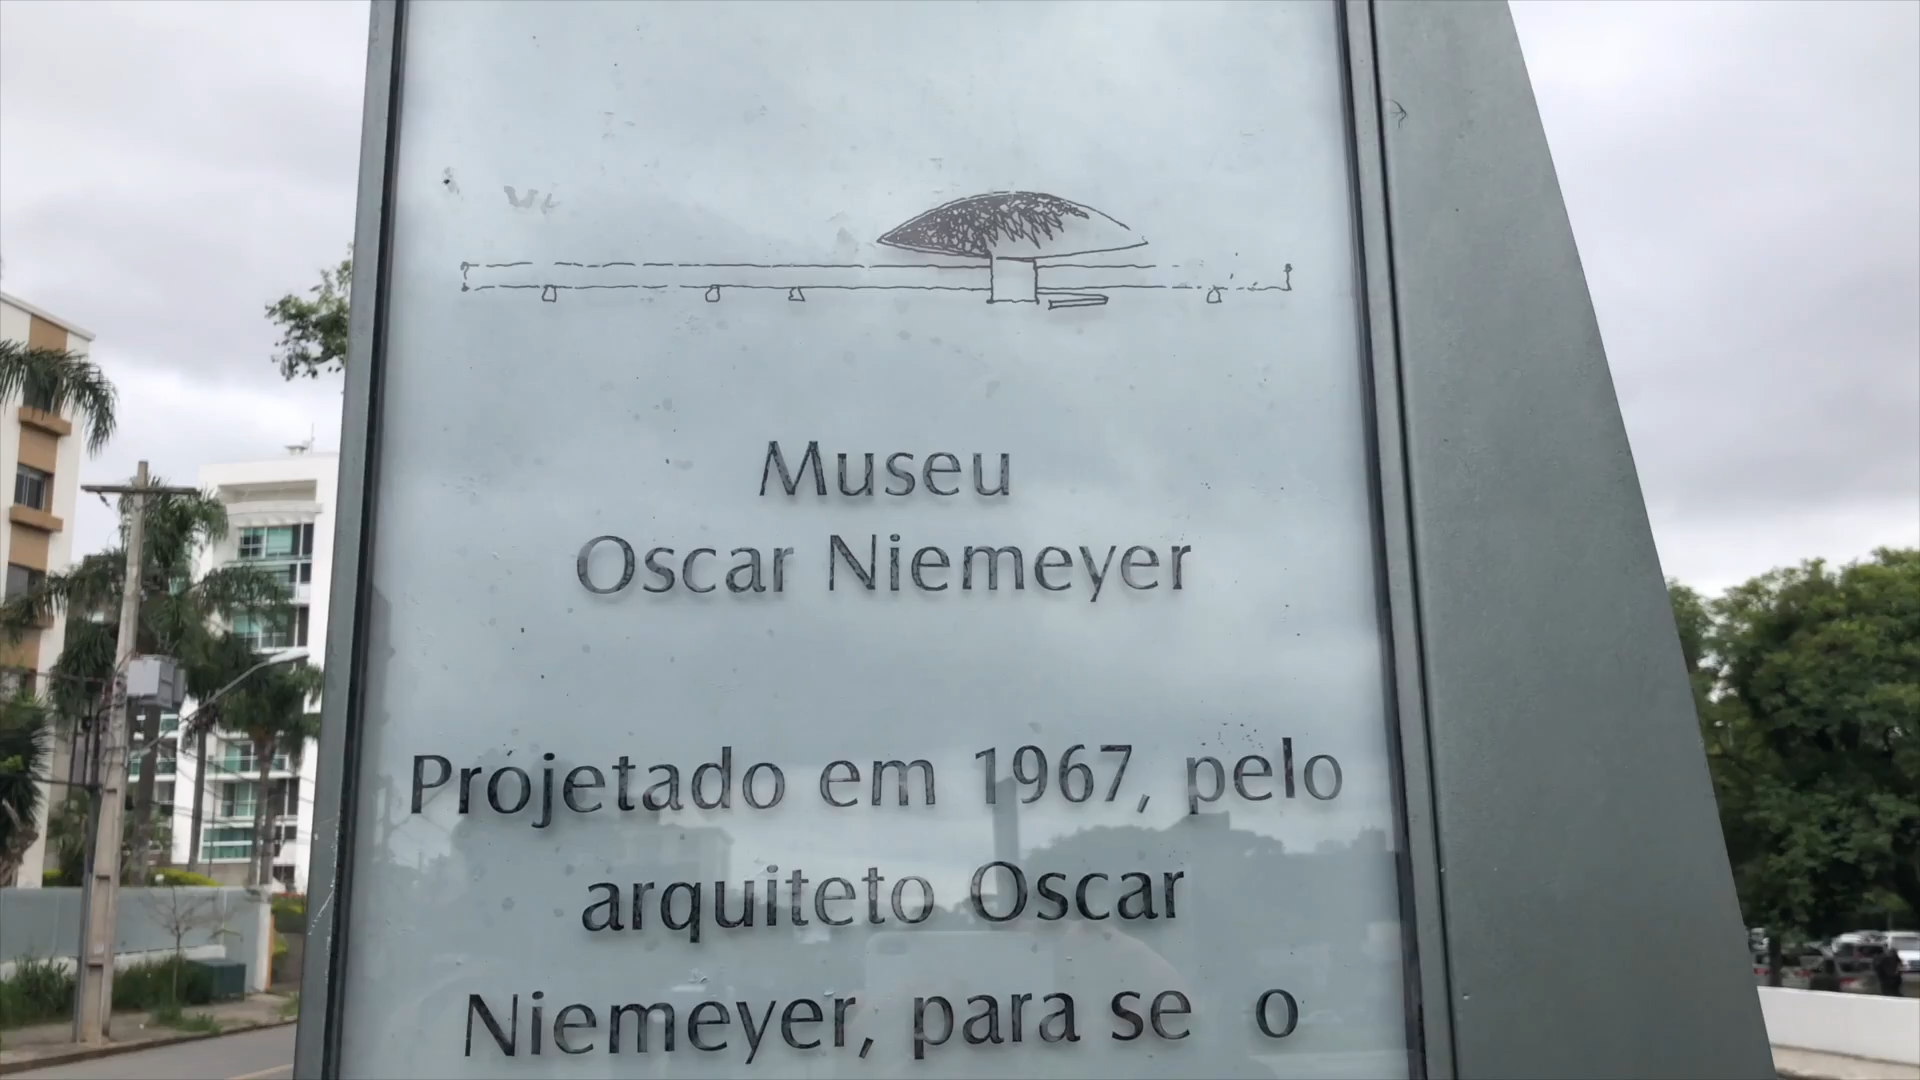 Museu
Oscar Niemeyer
Projetado em 1967, pelo
arquiteto Oscar
Niemeyer, para se o